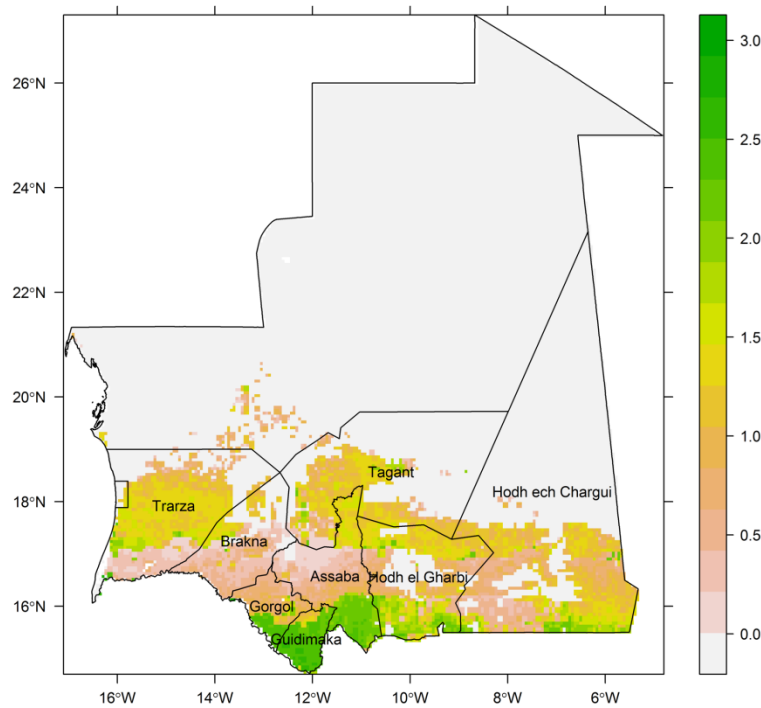 3.0
26°N
2.5
24°N
2.0
22°N
1.5
20°N
1.0
Tagant
Hodh ech Chargui
18°N
Trarza
0.5
Brakna
Assaba
Hodh el Gharbi
16°N
Gorgol
0.0
Guidimaka
16°W 14°W 12°W 10°W 8°W 6°W